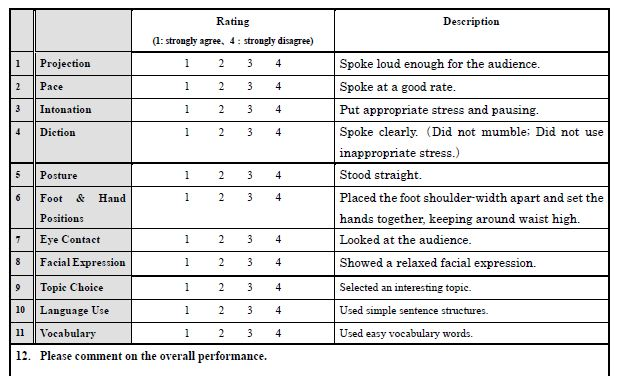 Rating Description
(1: strongly agree、4 : strongly disagree)
1 Projection 1 2 3 4 Spoke loud enough for the audience.
2 Pace 1 2 3 4 Spoke at a good rate.
3 Intonation 1 2 3 4 Put appropriate stress and pausing.
4 Diction 1 2 3 4 Spoke clearly. (Did not mumble; Did not use
inappropriate stress.)
5 Posture 1 2 3 4 Stood straight.
6 Foot & Hand 1 2 3 4 Placed the foot shoulder-width apart and set the
Positions hands together, keeping around waist high.
7 Eye Contact 1 2 3 4 Looked at the audience.
8 Facial Expression 1 2 3 4 Showed a relaxed facial expression.
9 Topic Choice 1 2 3 4 Selected an interesting topic.
10 Language Use 1 2 3 4 Used simple sentence structures.
11 Vocabulary 1 2 3 4 Used easy vocabulary words.
12. Please comment on the overall performance.